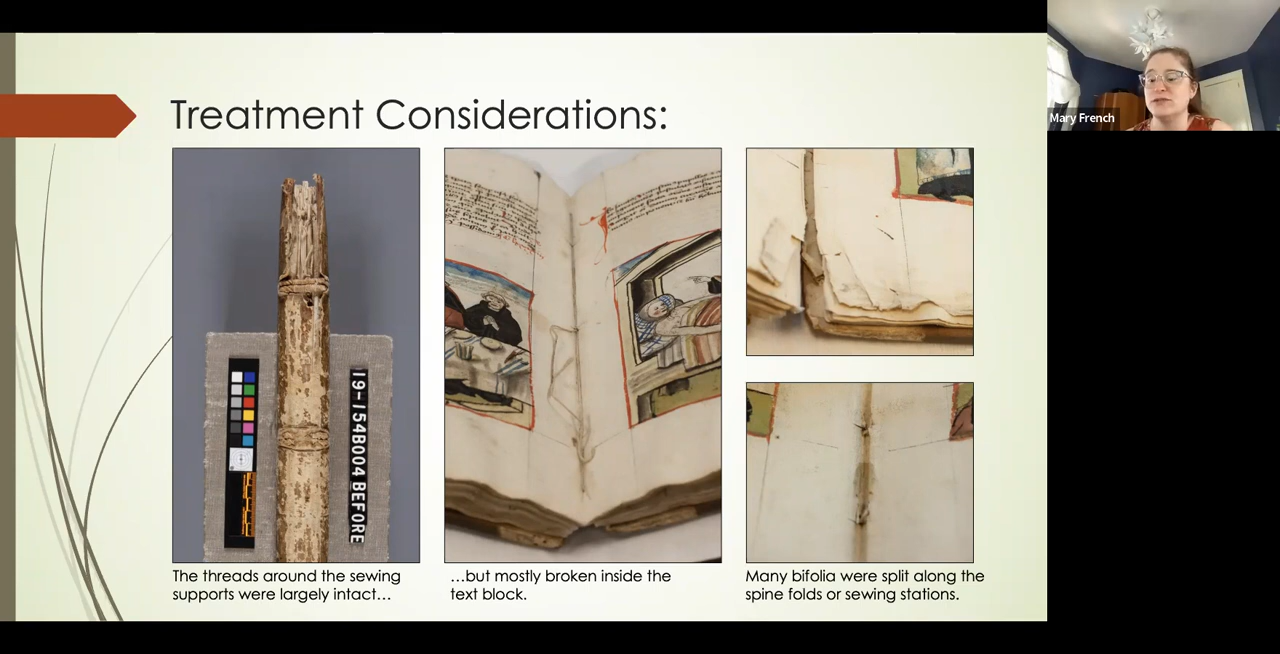 Treatment Considerations:
Mary French
19-154B004 BEFORE
The threads around the sewing
supports were largely intact…
…but mostly broken inside the
text block.
Many bifolia were split along the
spine folds or sewing stations.